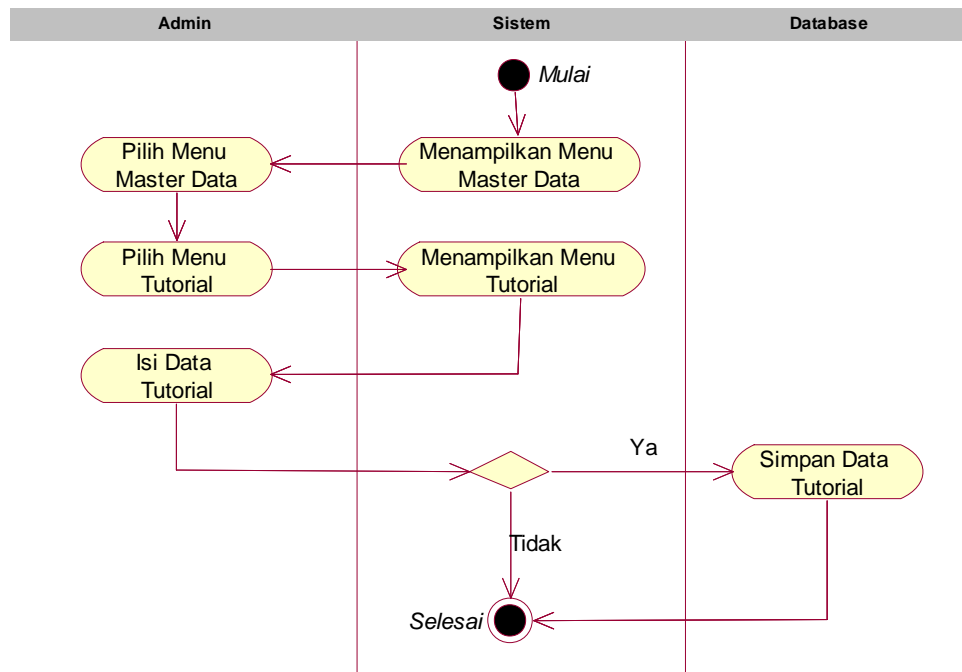 Admin
Sistem
Database
Mulai
Pilih Menu
Master Data
Menampilkan Menu
Master Data
Pilih Menu
Tutorial
Menampilkan Menu
Tutorial
Isi Data
Tutorial
Ya
Simpan Data
Tutorial
Tidak
Selesai